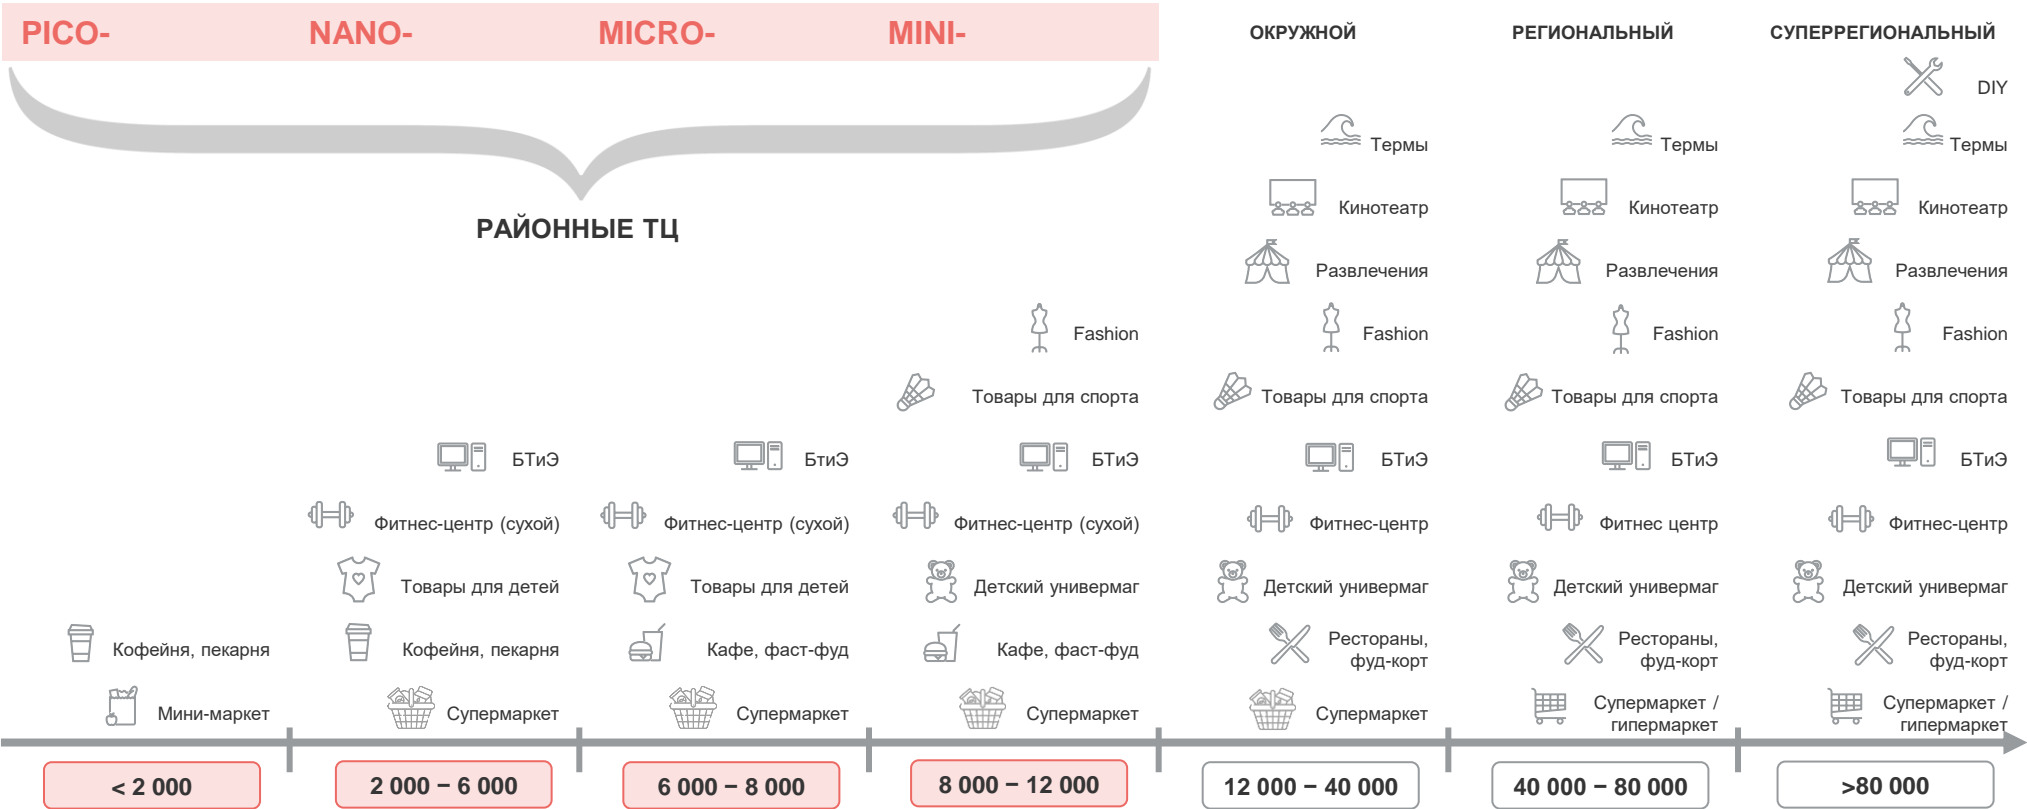 PICO-
NANO-
MICRO-
MINI-
ОКРУЖНОЙ
РЕГИОНАЛЬНЫЙ
СУПЕРРЕГИОНАЛЬНЫЙ
DIY
Термы
Термы
Термы
Кинотеатр
Кинотеатр
Кинотеатр
РАЙОННЫЕ ТЦ
Развлечения
Развлечения
Развлечения
Fashion
Fashion
Fashion
Fashion
Товары для спорта
Товары для спорта
Товары для спорта
Товары для спорта
БТиЭ
БтиЭ
БТиЭ
БТиЭ
БТиЭ
БТиЭ
Фитнес-центр (сухой)
Фитнес-центр (сухой)
Фитнес-центр (сухой)
Фитнес-центр
Фитнес центр
Фитнес-центр
Товары для детей
Товары для детей
Детский универмаг
Детский универмаг
Детский универмаг
Детский универмаг
Кофейня, пекарня
Кофейня, пекарня
Кафе, фаст-фуд
Кафе, фаст-фуд
Рестораны,
фуд-корт
Рестораны,
фуд-корт
Рестораны,
фуд-корт
Мини-маркет
Супермаркет
Супермаркет
Супермаркет
Супермаркет
Супермаркет /
гипермаркет
Супермаркет /
гипермаркет
< 2 000
2 000 – 6 000
6 000 – 8 000
8 000 – 12 000
12 000 – 40 000
40 000 – 80 000
>80 000